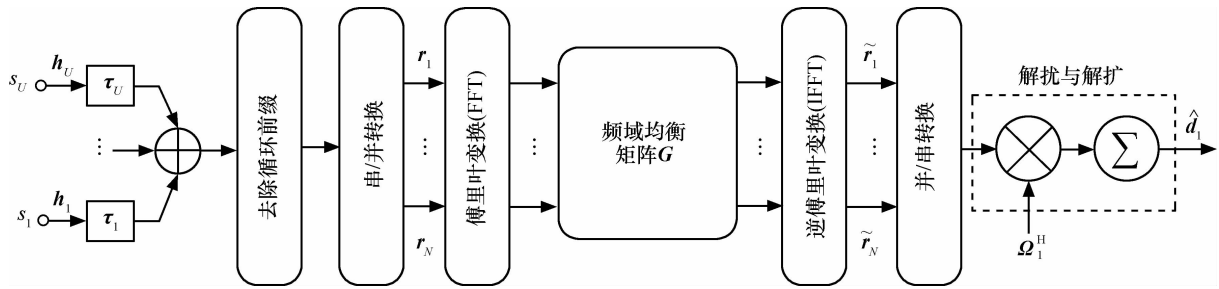 s_U
h_U
τ_U
⋮
s_1
h_1
τ_1
去除循环前缀
串/并转换
r_1
⋮
r_N
傅里叶变换(FFT)
⋮
频域均衡
矩阵G
⋮
逆傅里叶变换(IFFT)
r̃_1
⋮
r̃_N
并/串转换
解扰与解扩
Σ
Ω_1^H
d̂_1